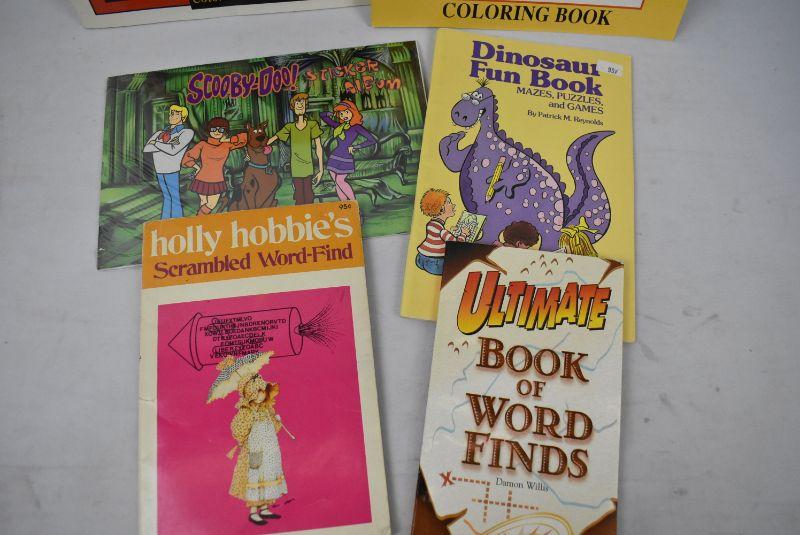 COLORING BOOK
SCOOBY-DOO! STICKER
ALBUM
Dinosaur
Fun Book
95¢
MAZES, PUZZLES,
and GAMES
By Patrick M. Reynolds
95¢
holly hobbie's
Scrambled Word-Find
ULTIMATE
BOOK
OF
WORD
FINDS
Damon Willis
X